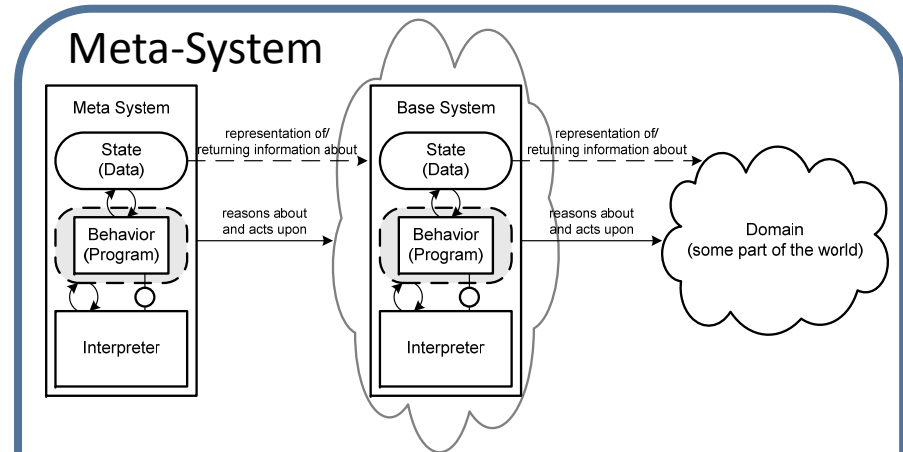 Meta-System
Meta System
State
(Data)
Behavior
(Program)
Interpreter
representation of/
returning information about
reasons about
and acts upon
Base System
State
(Data)
Behavior
(Program)
Interpreter
representation of/
returning information about
reasons about
and acts upon
Domain
(some part of the world)